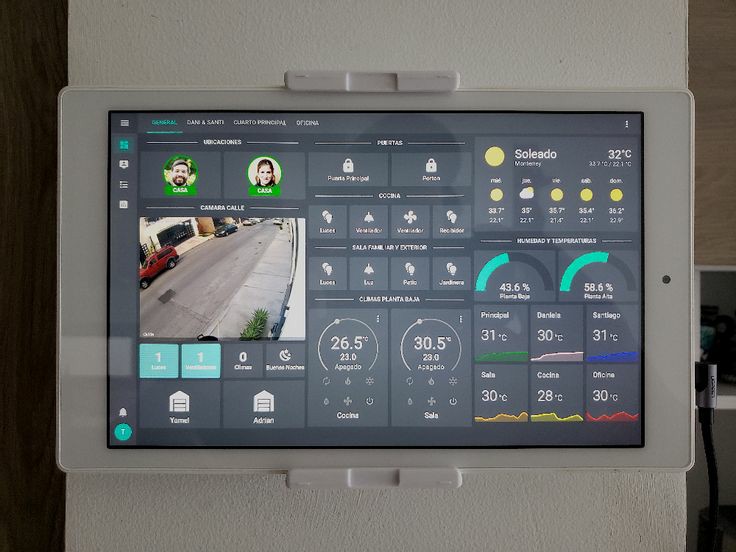 GENERAL DANI & SANTI CUARTO PRINCIPAL OFICINA
UBICACIONES
CASA CASA
CAMARA CALLE
1 1 0
Luces Ventiladores Climas Buenas Noches
Yamel Adrian
T
PUERTAS
Puerta Principal Porton
COCINA
Luces Ventilador Ventilador Recibidor
SALA FAMILIAR Y EXTERIOR
Luces Luz Patio Jardinera
CLIMAS PLANTA BAJA
26.5°C 30.5°C
23.0 23.0
Apagado Apagado
Cocina Sala
Soleado 32°C
Monterrey 33.7°C / 22.1°C
mié. jue. vie. sáb. dom.
33.7° 35° 35.7° 35.4° 36.2°
22.1° 22.1° 21.4° 22.1° 22.9°
HUMEDAD Y TEMPERATURAS
43.6 % 58.6 %
Planta Baja Planta Alta
Principal Daniela Santiago
31 °C 30 °C 31 °C
Sala Cocina Oficina
30 °C 28 °C 30 °C